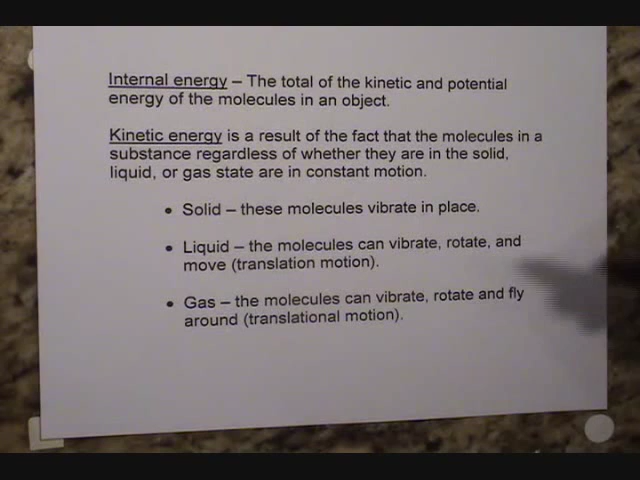 Internal energy – The total of the kinetic and potential
energy of the molecules in an object.
Kinetic energy is a result of the fact that the molecules in a
substance regardless of whether they are in the solid,
liquid, or gas state are in constant motion.
• Solid – these molecules vibrate in place.
• Liquid – the molecules can vibrate, rotate, and
move (translation motion).
• Gas – the molecules can vibrate, rotate and fly
around (translational motion).